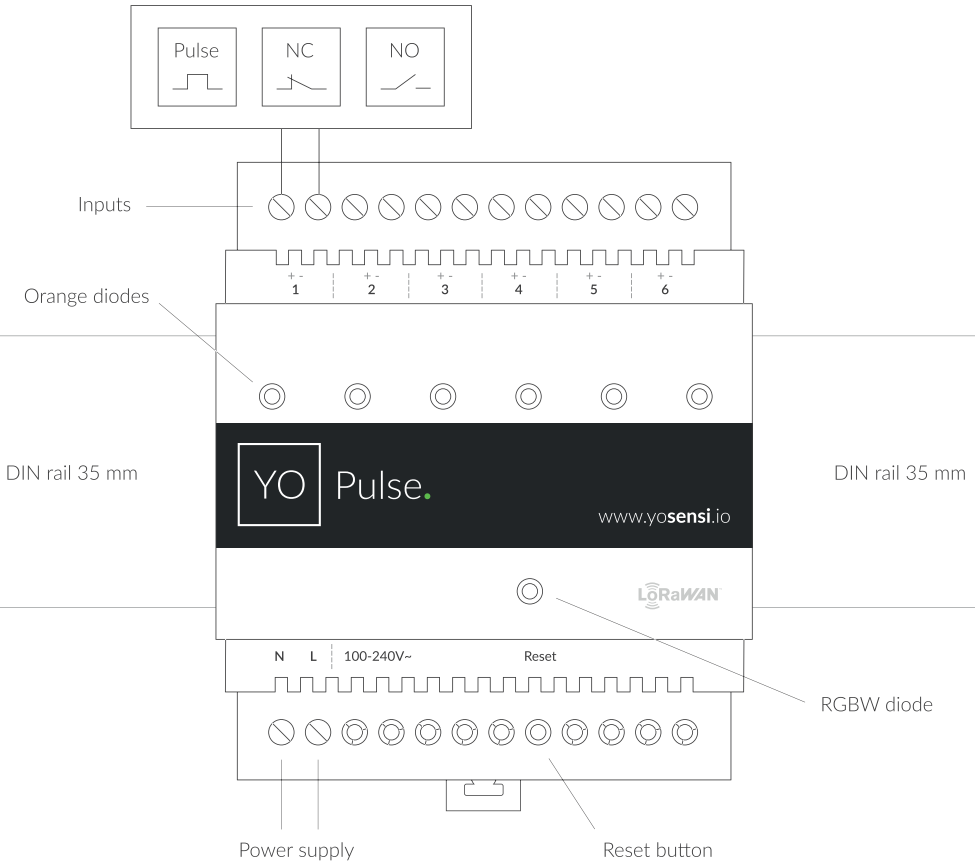 Pulse NC NO
Inputs
+ - + - + - + - + - + -
1 2 3 4 5 6
Orange diodes
DIN rail 35 mm
DIN rail 35 mm
YO Pulse.
www.yosensi.io
LoRaWAN
N L 100-240V~ Reset
RGBW diode
Power supply
Reset button